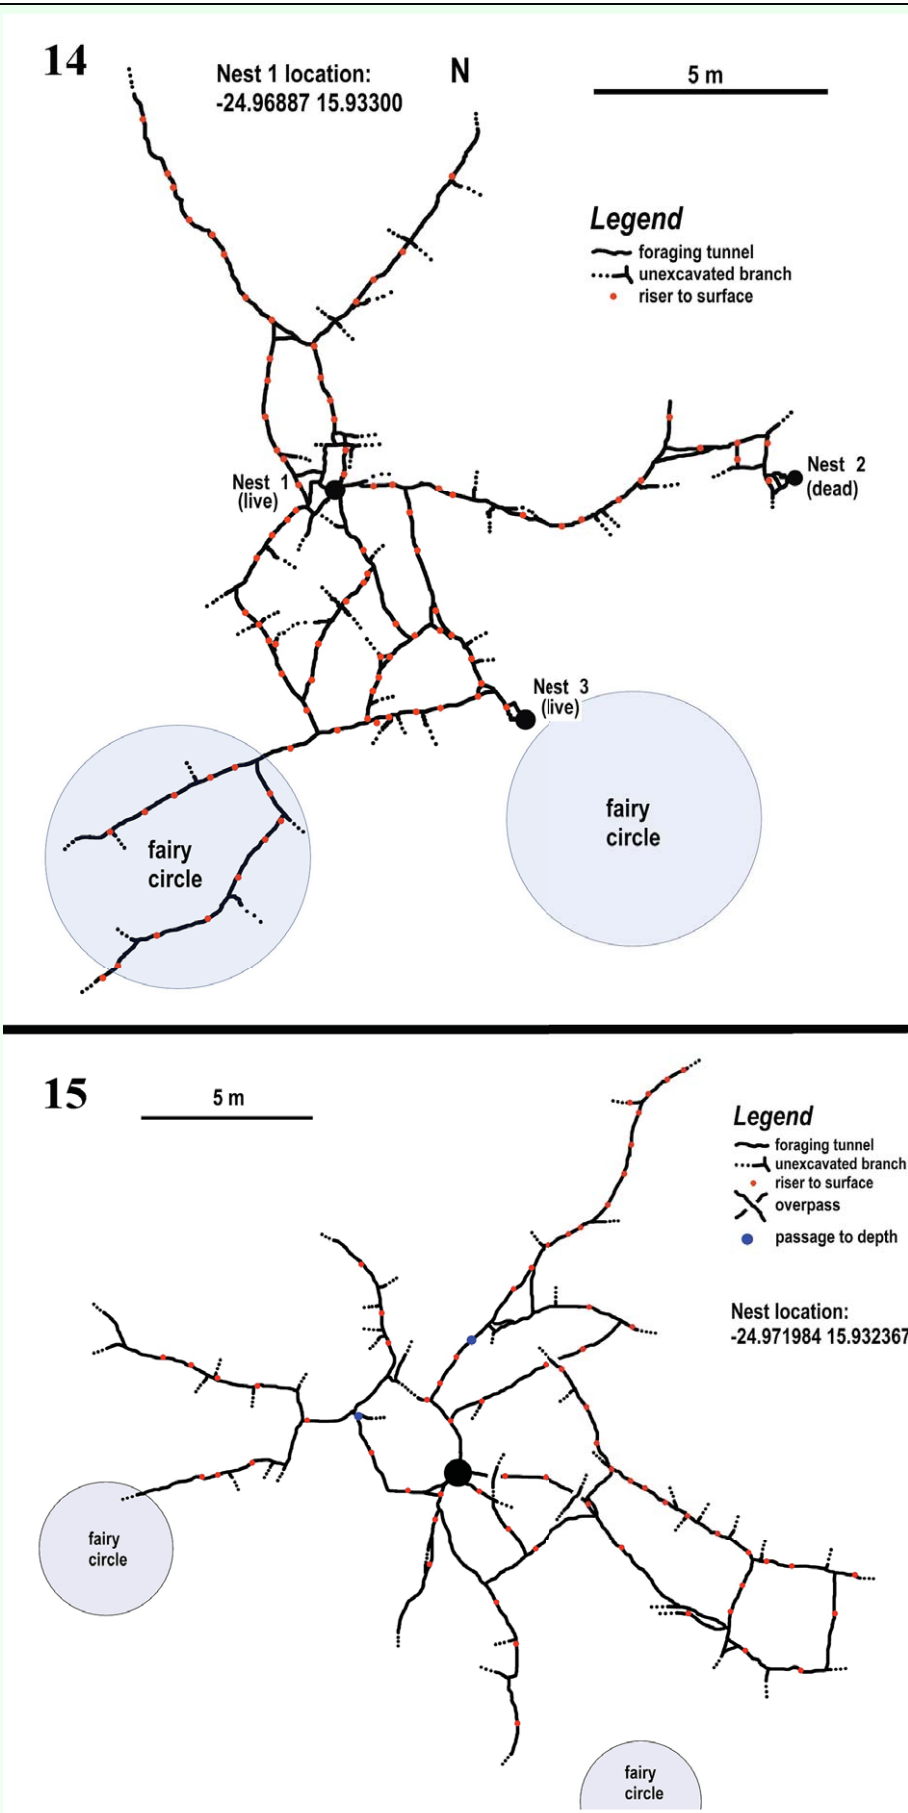 14
Nest 1 location:
-24.96887 15.93300
N
5 m
Legend
foraging tunnel
unexcavated branch
riser to surface
Nest 1
(live)
Nest 2
(dead)
Nest 3
(live)
fairy
circle
fairy
circle
15
5 m
Legend
foraging tunnel
unexcavated branch
riser to surface
overpass
passage to depth
Nest location:
-24.971984 15.932367
fairy
circle
fairy
circle